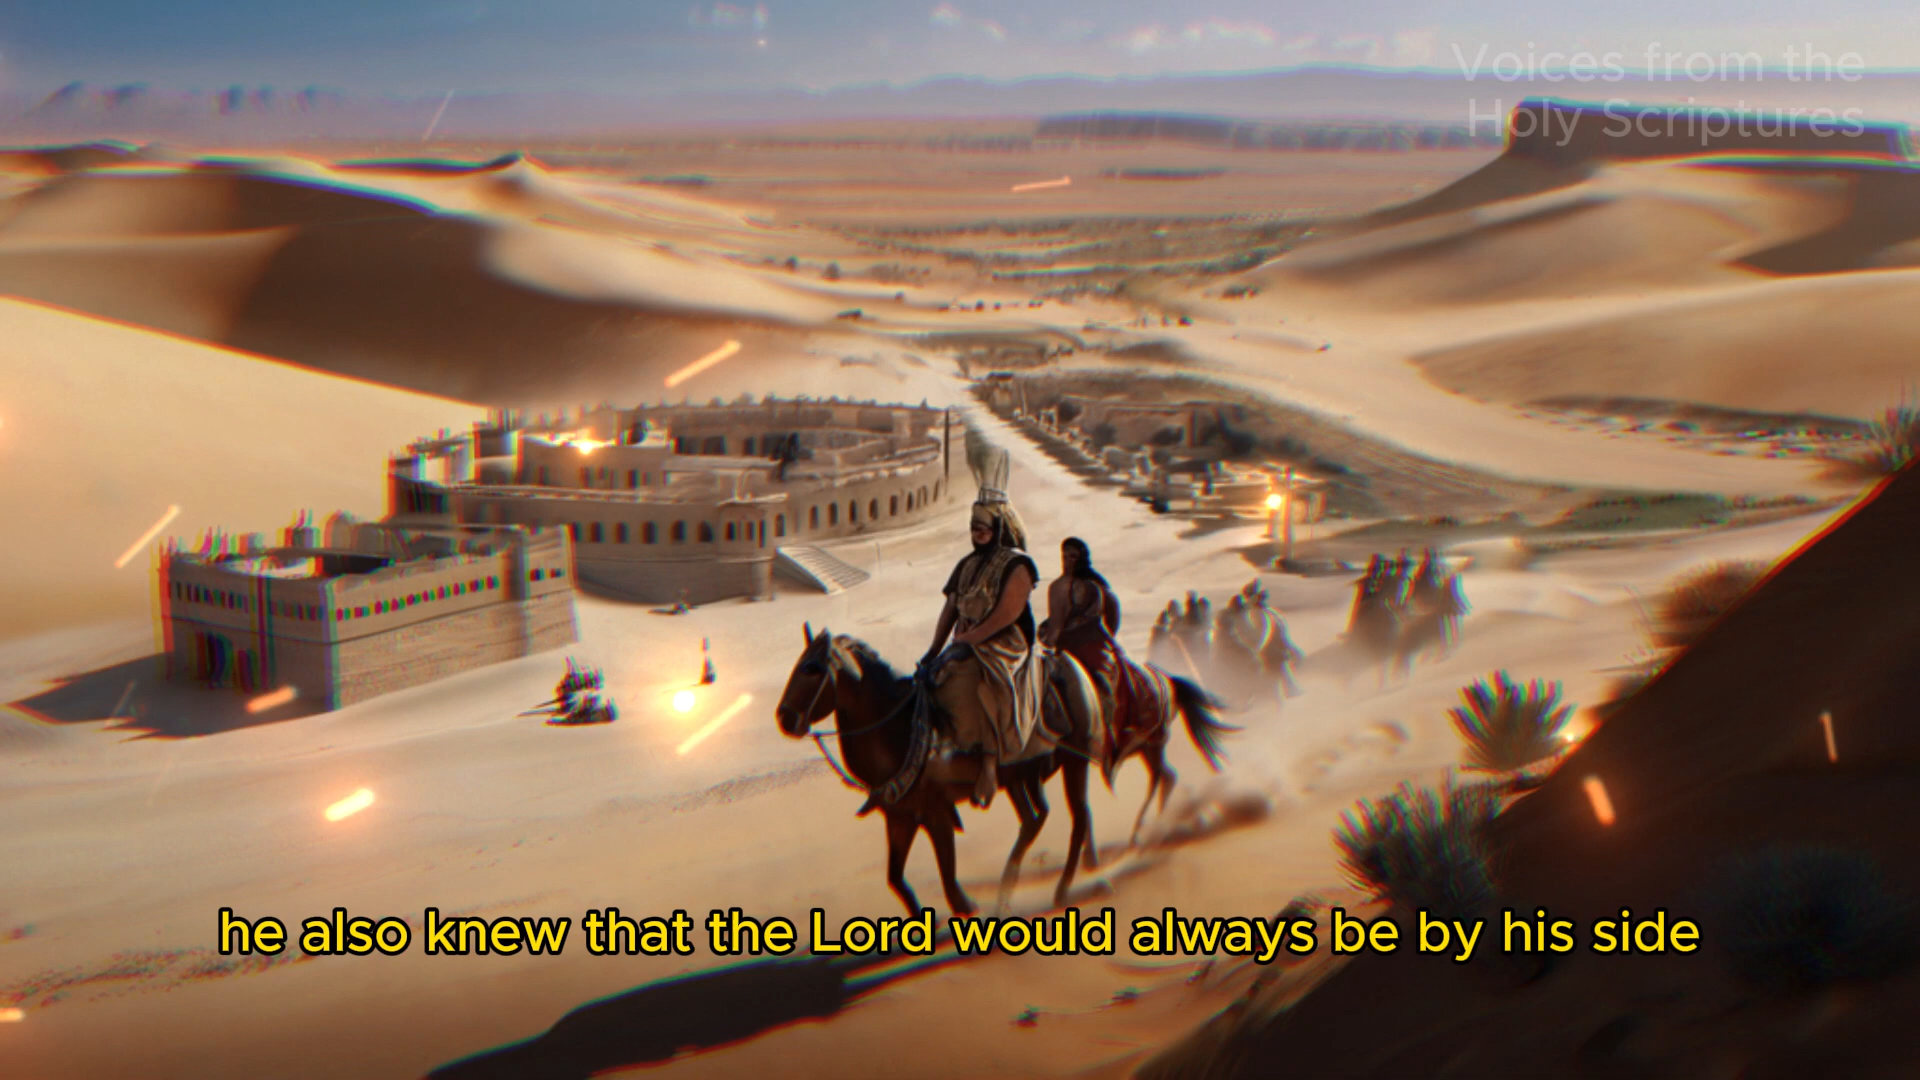 Voices from the
Holy Scriptures
he also knew that the Lord would always be by his side